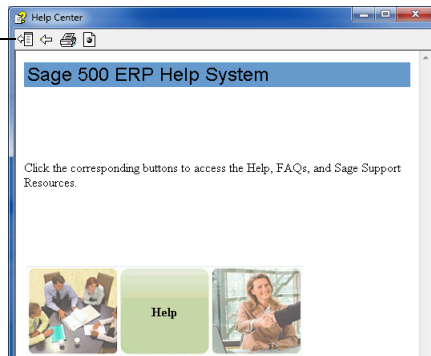 Help Center
Sage 500 ERP Help System
Click the corresponding buttons to access the Help, FAQs, and Sage Support
Resources.
Help